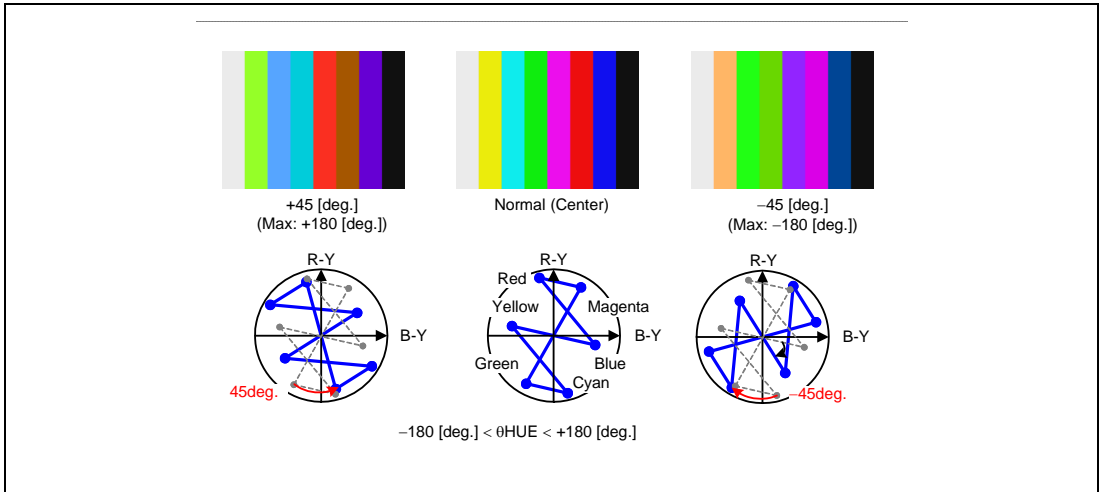 +45 [deg.]
(Max: +180 [deg.])
Normal (Center)
−45 [deg.]
(Max: −180 [deg.])
R-Y
B-Y
45deg.
R-Y
Red
Yellow
Magenta
B-Y
Green
Blue
Cyan
R-Y
B-Y
−45deg.
−180 [deg.] < θHUE < +180 [deg.]